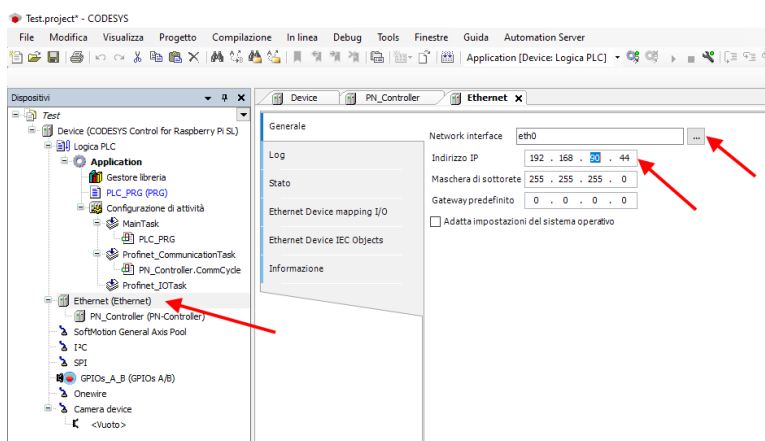 Test.project* - CODESYS
File Modifica Visualizza Progetto Compilazione In linea Debug Tools Finestre Guida Automation Server
Application [Device: Logica PLC]
Dispositivi
Test
Device (CODESYS Control for Raspberry Pi SL)
Logica PLC
Application
Gestore libreria
PLC_PRG (PRG)
Configurazione di attività
MainTask
PLC_PRG
Profinet_CommunicationTask
PN_Controller.CommCycle
Profinet_IOTask
Ethernet (Ethernet)
PN_Controller (PN-Controller)
SoftMotion General Axis Pool
I²C
SPI
GPIOs_A_B (GPIOs A/B)
Onewire
Camera device
<Vuoto>
Device PN_Controller Ethernet
Generale
Log
Stato
Ethernet Device mapping I/O
Ethernet Device IEC Objects
Informazione
Network interface eth0 ...
Indirizzo IP 192 . 168 . 90 . 44
Maschera di sottorete 255 . 255 . 255 . 0
Gateway predefinito 0 . 0 . 0 . 0
Adatta impostazioni del sistema operativo